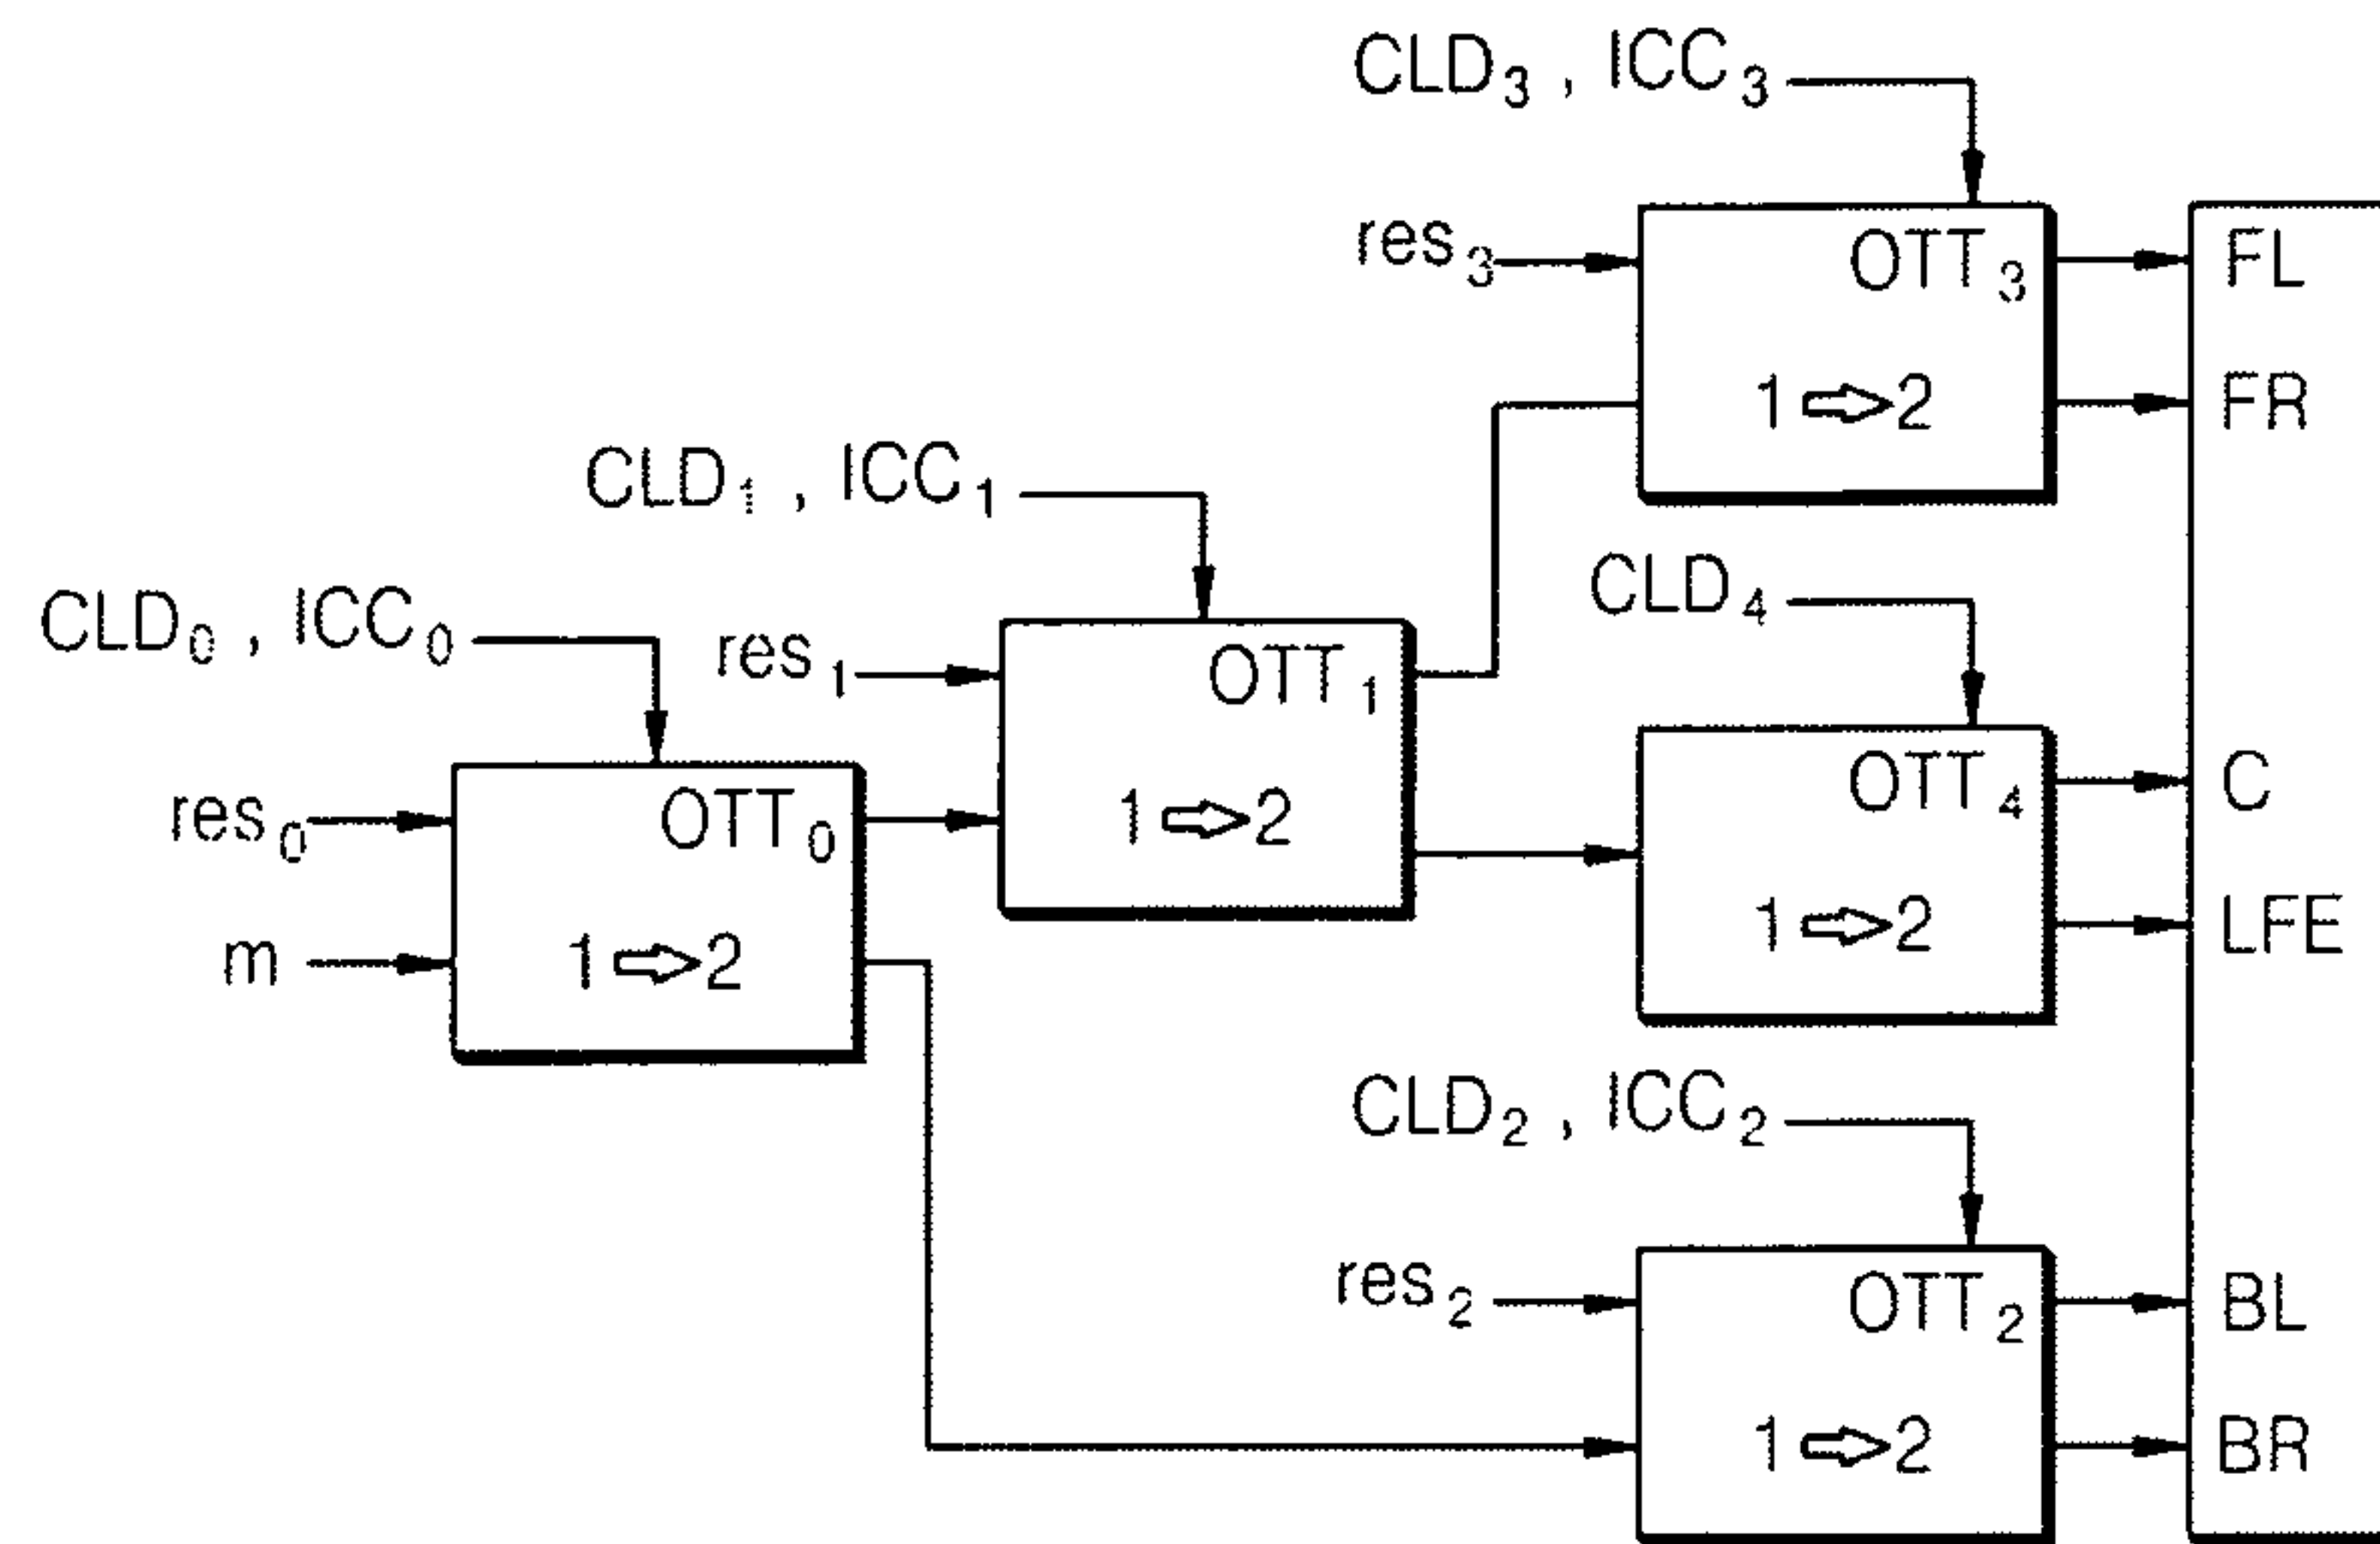 CLD₃ , ICC₃
res₃
OTT₃
FL
1⇨2
FR
CLD₁ , ICC₁
CLD₄
CLD₀ , ICC₀
res₁
OTT₁
OTT₄
C
res₀
OTT₀
1⇨2
1⇨2
LFE
m
1⇨2
CLD₂ , ICC₂
res₂
OTT₂
BL
1⇨2
BR